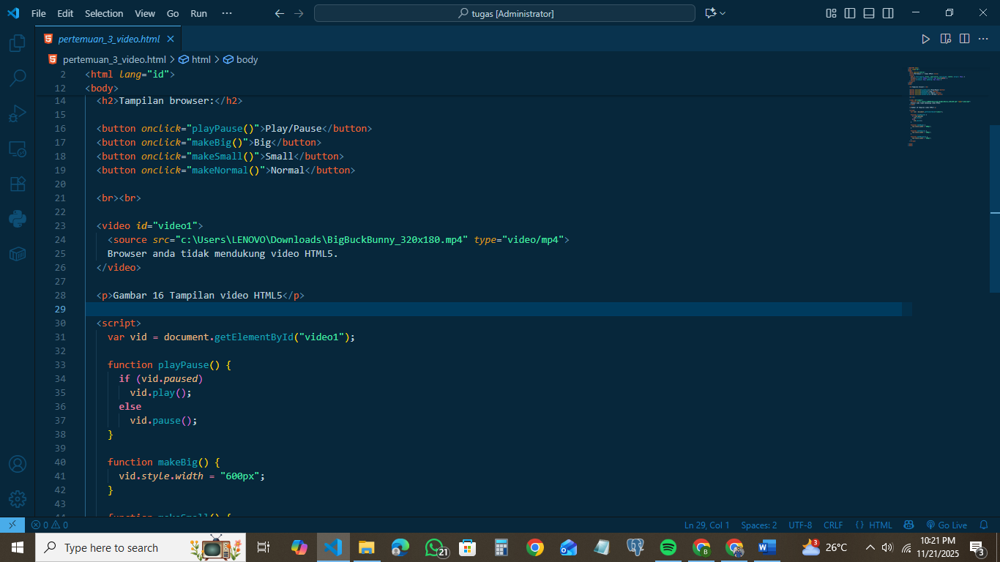 File Edit Selection View Go Run ··· tugas [Administrator]
pertemuan_3_video.html
pertemuan_3_video.html > html > body
2 <html lang="id">
12 <body>
14 <h2>Tampilan browser:</h2>
15
16 <button onclick="playPause()">Play/Pause</button>
17 <button onclick="makeBig()">Big</button>
18 <button onclick="makeSmall()">Small</button>
19 <button onclick="makeNormal()">Normal</button>
20
21 <br><br>
22
23 <video id="video1">
24 <source src="c:\Users\LENOVO\Downloads\BigBuckBunny_320x180.mp4" type="video/mp4">
25 Browser anda tidak mendukung video HTML5.
26 </video>
27
28 <p>Gambar 16 Tampilan video HTML5</p>
29
30 <script>
31 var vid = document.getElementById("video1");
32
33 function playPause() {
34 if (vid.paused)
35 vid.play();
36 else
37 vid.pause();
38 }
39
40 function makeBig() {
41 vid.style.width = "600px";
42 }
43
44 function makeSmall() {
0 0 Ln 29, Col 1 Spaces: 2 UTF-8 CRLF {} HTML Go Live
Type here to search 21 3 26°C 10:21 PM
11/21/2025 3